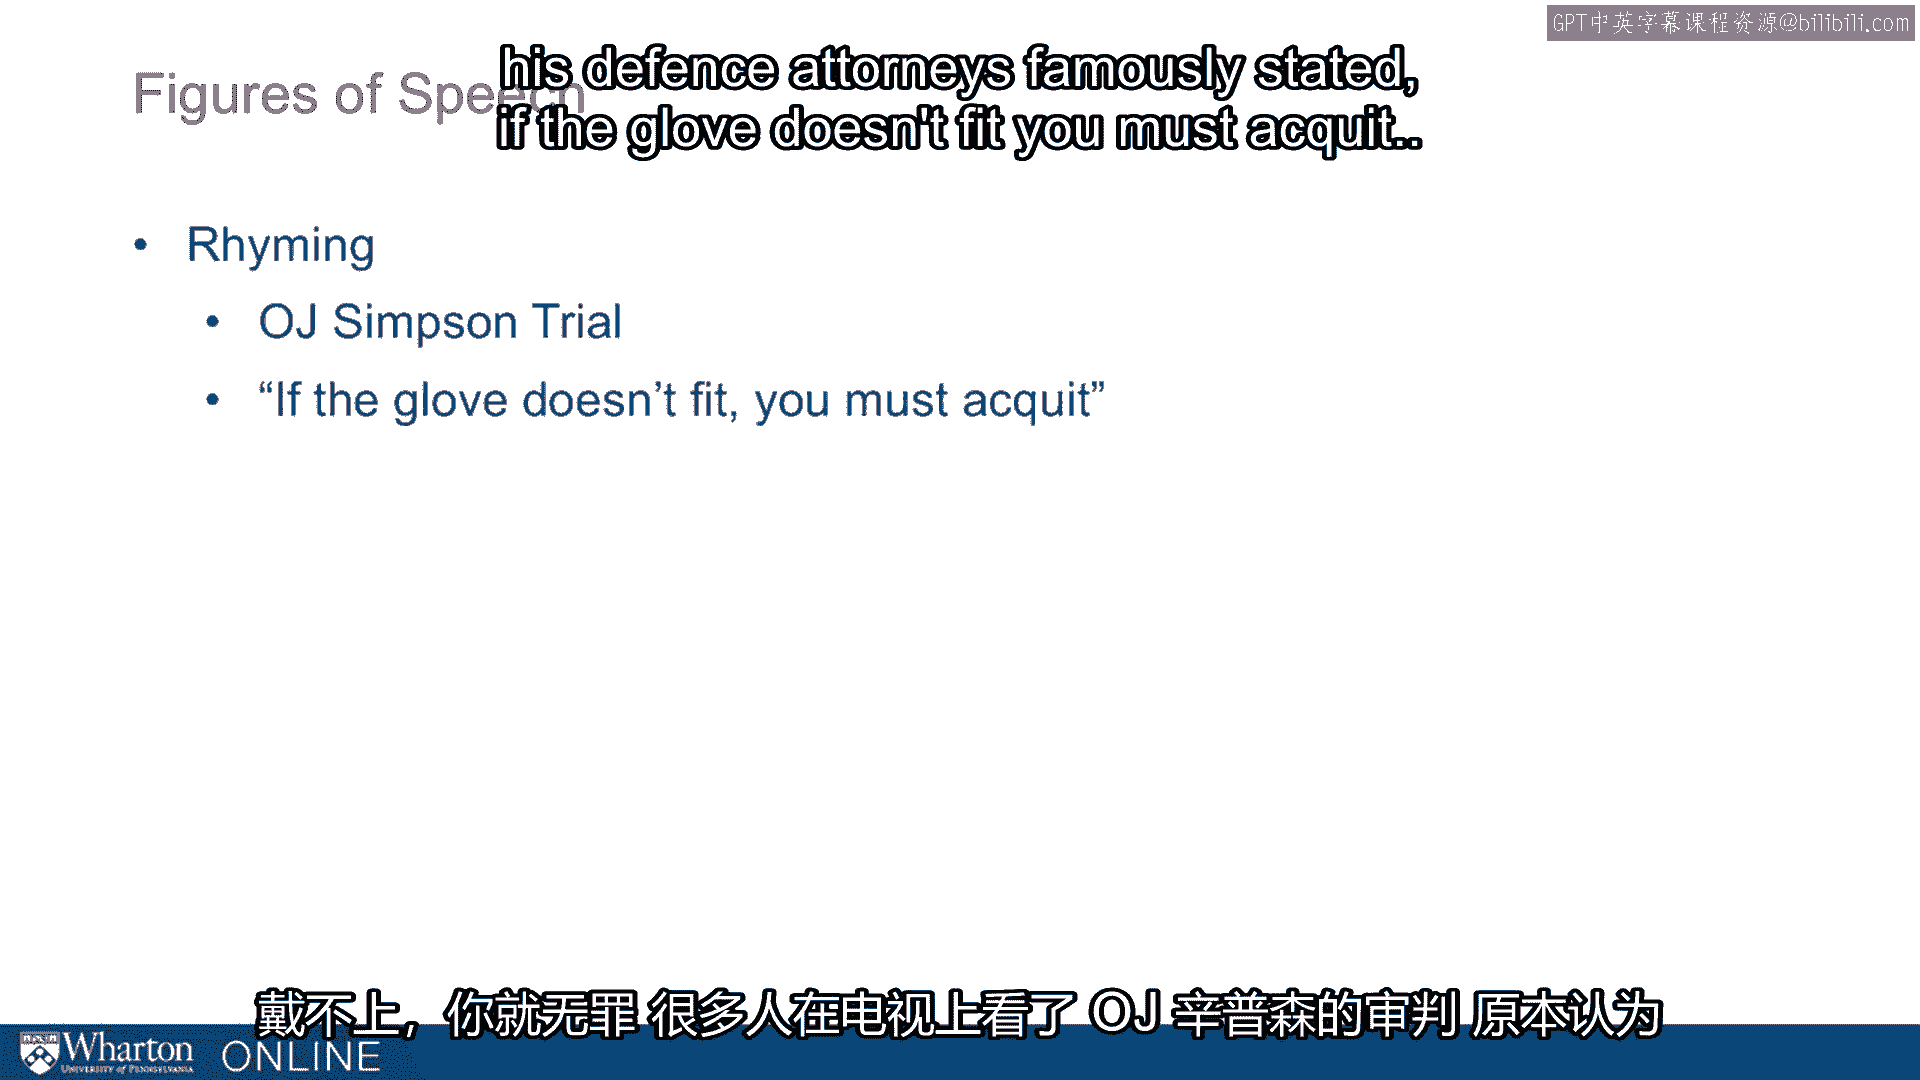 GPT中英字幕课程资源@bilibili.com
his defence attorneys famously stated,
if the glove doesn't fit you must acquit..
Figures of Speech
• Rhyming
• OJ Simpson Trial
• “If the glove doesn’t fit, you must acquit”
戴不上，你就无罪 很多人在电视上看了 OJ 辛普森的审判 原本认为
Wharton ONLINE
UNIVERSITY of PENNSYLVANIA